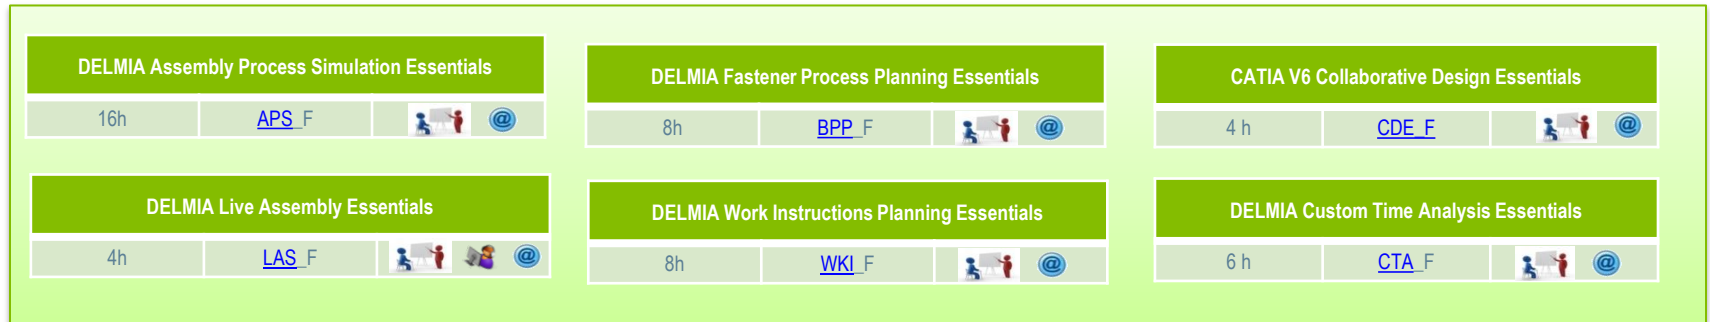 DELMIA Assembly Process Simulation Essentials
16h APS_F @
DELMIA Fastener Process Planning Essentials
8h BPP_F @
CATIA V6 Collaborative Design Essentials
4 h CDE_F @
DELMIA Live Assembly Essentials
4h LAS_F @
DELMIA Work Instructions Planning Essentials
8h WKI_F @
DELMIA Custom Time Analysis Essentials
6 h CTA_F @